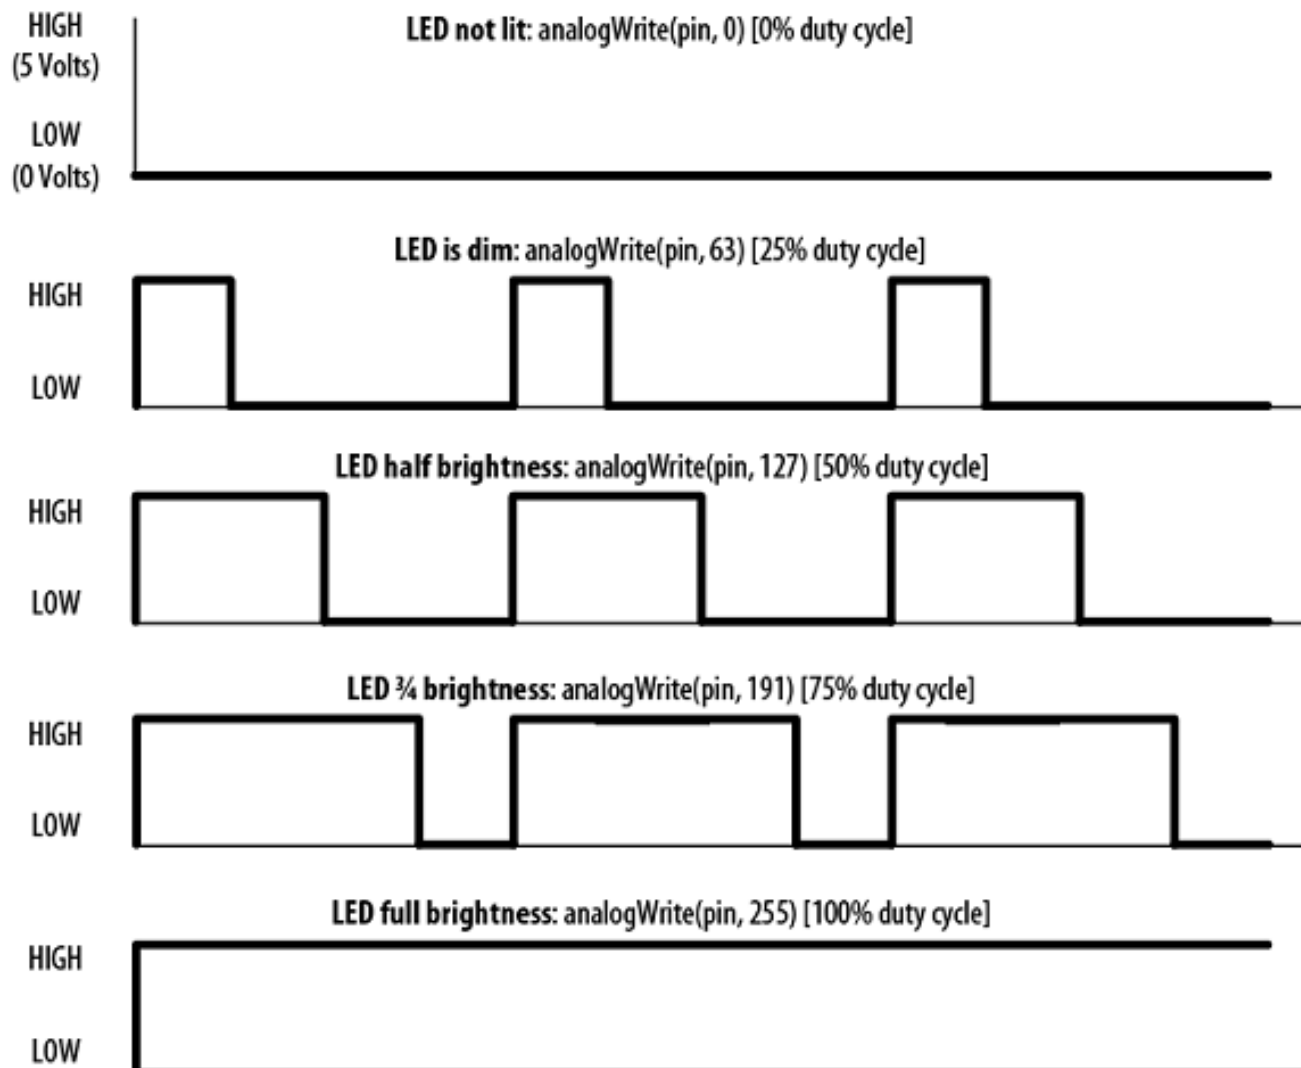 HIGH
(5 Volts)
LED not lit: analogWrite(pin, 0) [0% duty cycle]
LOW
(0 Volts)
LED is dim: analogWrite(pin, 63) [25% duty cycle]
HIGH
LOW
LED half brightness: analogWrite(pin, 127) [50% duty cycle]
HIGH
LOW
LED ¾ brightness: analogWrite(pin, 191) [75% duty cycle]
HIGH
LOW
LED full brightness: analogWrite(pin, 255) [100% duty cycle]
HIGH
LOW